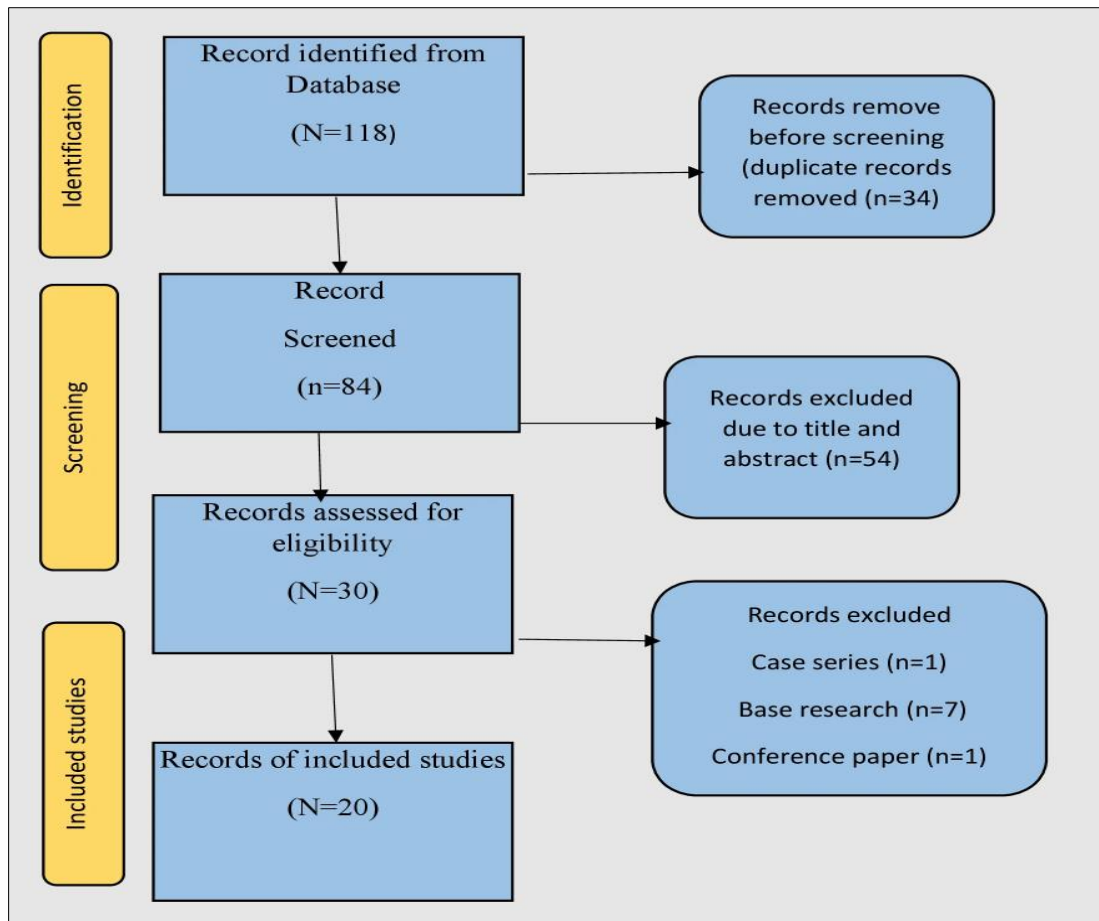 Identification
Record identified from
Database
(N=118)
Records remove
before screening
(duplicate records
removed (n=34)
Screening
Record
Screened
(n=84)
Records excluded
due to title and
abstract (n=54)
Records assessed for
eligibility
(N=30)
Records excluded
Case series (n=1)
Base research (n=7)
Conference paper (n=1)
Included studies
Records of included studies
(N=20)